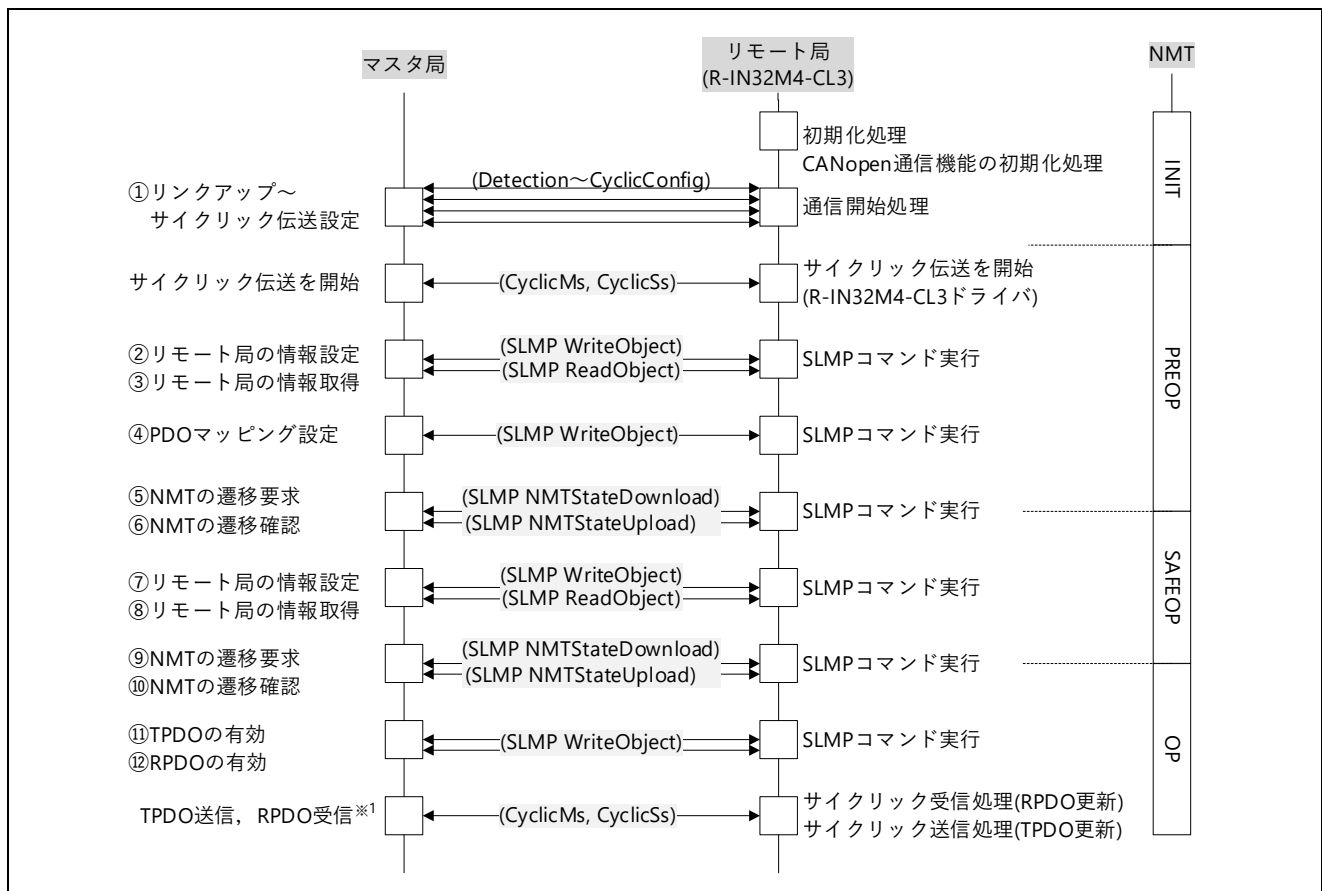 マスタ局
リモート局
(R-IN32M4-CL3)
NMT
初期化処理
CANopen通信機能の初期化処理
INIT
①リンクアップ～
サイクリック伝送設定
(Detection～CyclicConfig)
通信開始処理
サイクリック伝送を開始
(CyclicMs, CyclicSs)
サイクリック伝送を開始
(R-IN32M4-CL3ドライバ)
PREOP
②リモート局の情報設定
③リモート局の情報取得
(SLMP WriteObject)
(SLMP ReadObject)
SLMPコマンド実行
④PDOマッピング設定
(SLMP WriteObject)
SLMPコマンド実行
⑤NMTの遷移要求
⑥NMTの遷移確認
(SLMP NMTStateDownload)
(SLMP NMTStateUpload)
SLMPコマンド実行
SAFEOP
⑦リモート局の情報設定
⑧リモート局の情報取得
(SLMP WriteObject)
(SLMP ReadObject)
SLMPコマンド実行
⑨NMTの遷移要求
⑩NMTの遷移確認
(SLMP NMTStateDownload)
(SLMP NMTStateUpload)
SLMPコマンド実行
OP
⑪TPDOの有効
⑫RPDOの有効
(SLMP WriteObject)
SLMPコマンド実行
TPDO送信，RPDO受信※1
(CyclicMs, CyclicSs)
サイクリック受信処理(RPDO更新)
サイクリック送信処理(TPDO更新)